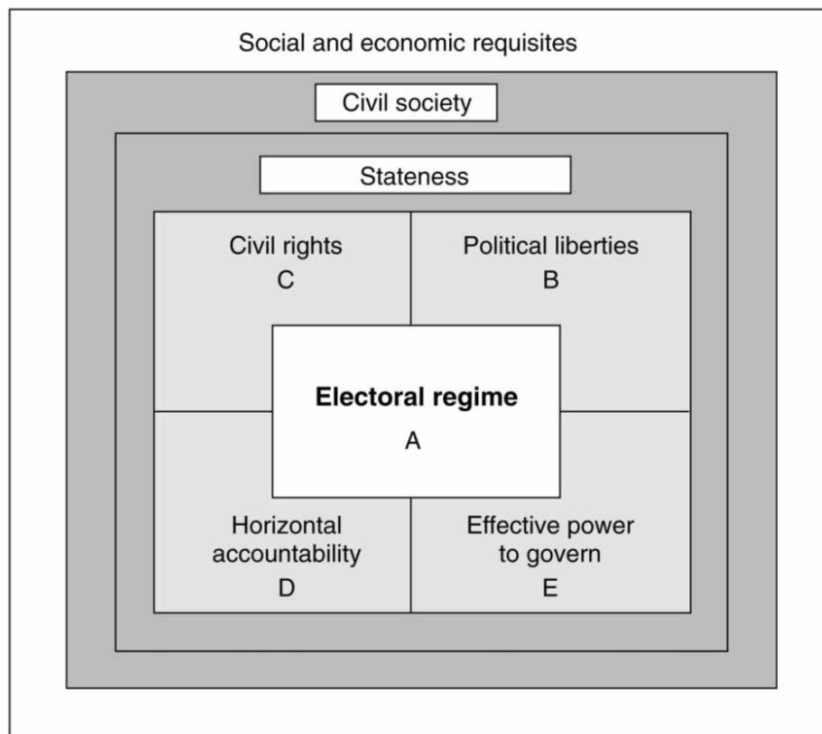 Social and economic requisites
Civil society
Stateness
Civil rights
C
Political liberties
B
Electoral regime
A
Horizontal
accountability
D
Effective power
to govern
E